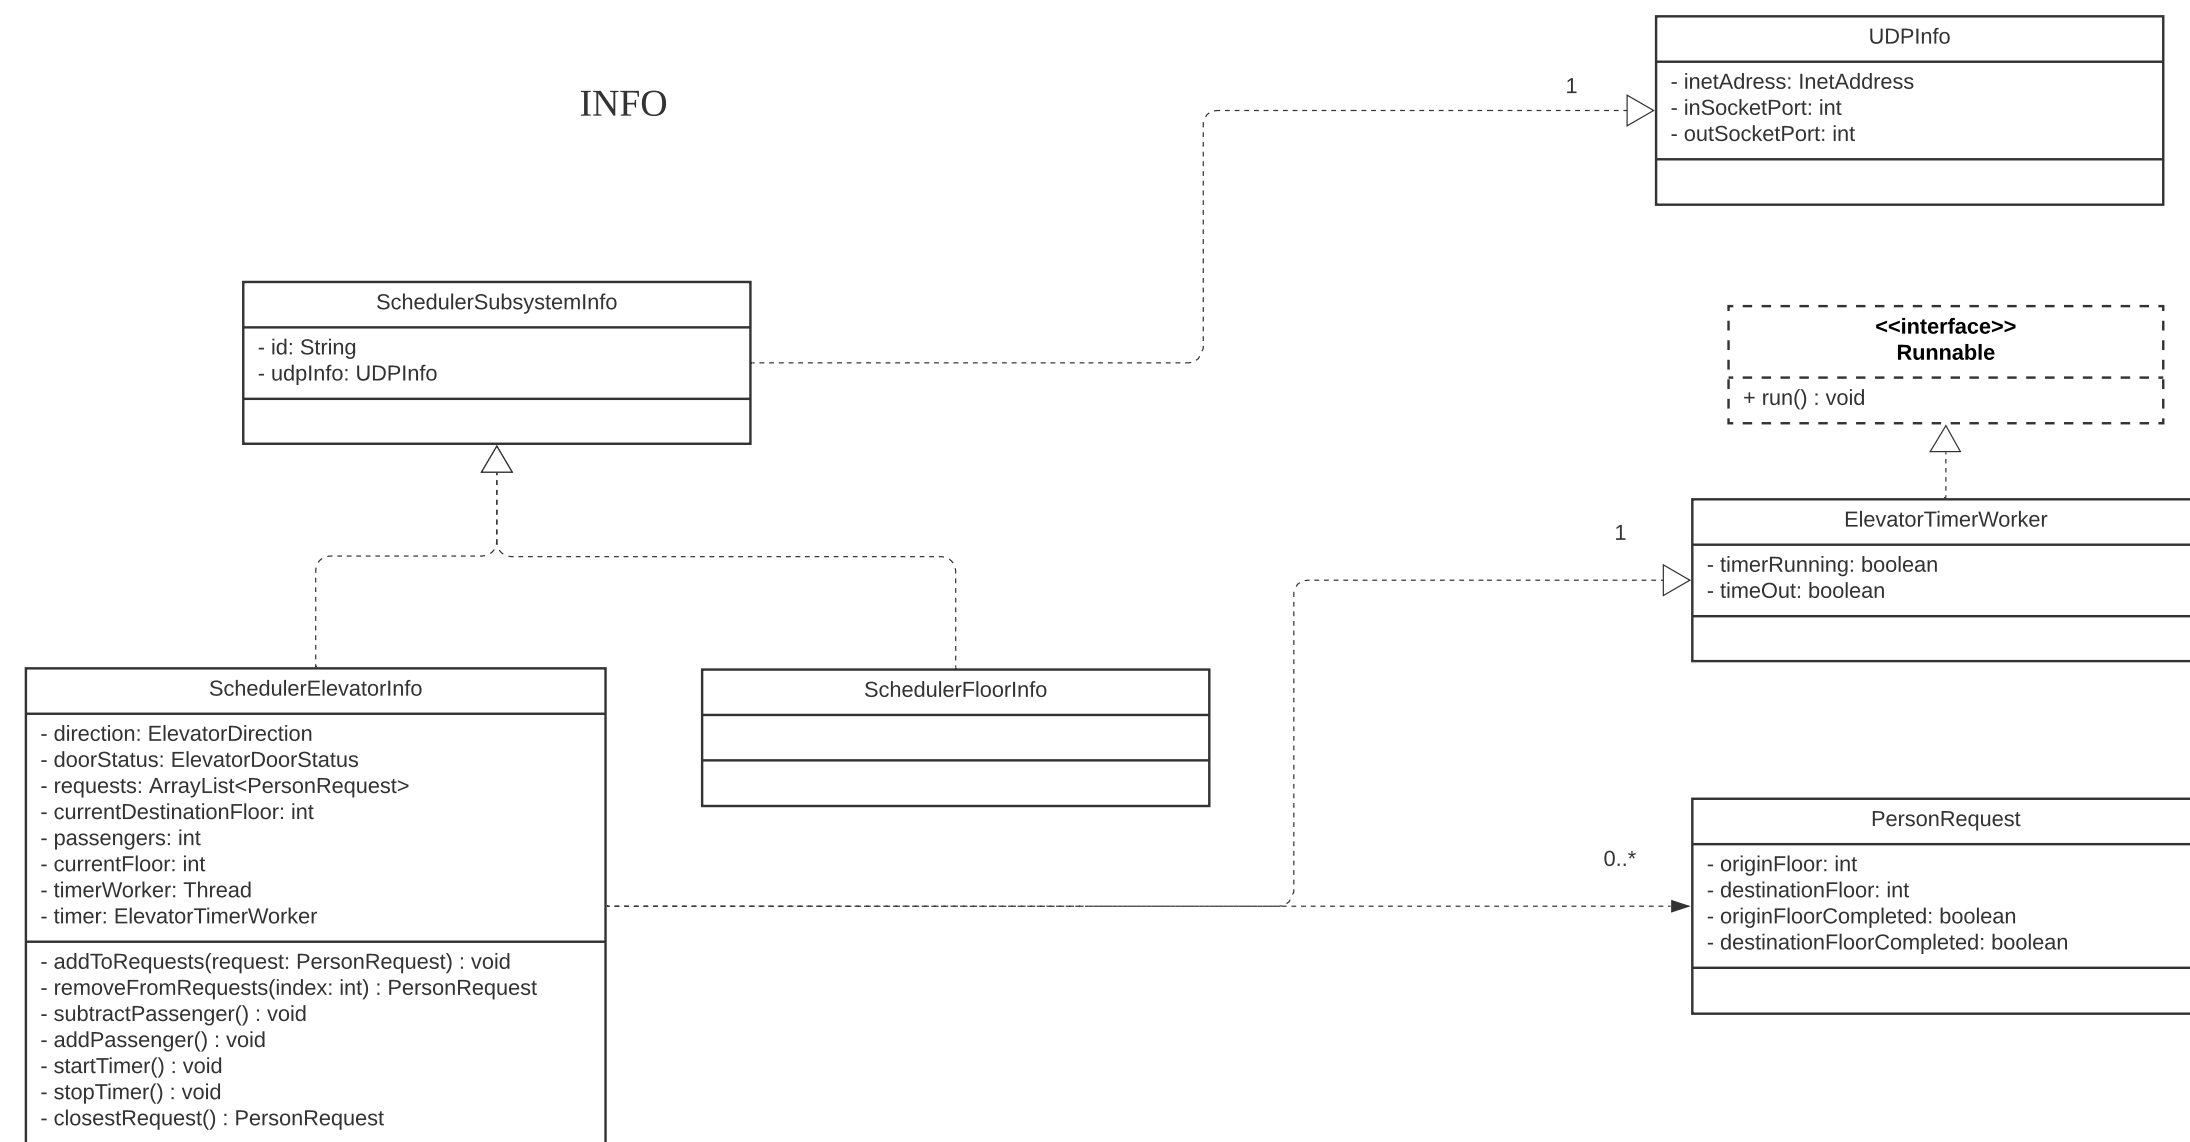 INFO
1
UDPInfo
- inetAdress: InetAddress
- inSocketPort: int
- outSocketPort: int
SchedulerSubsystemInfo
- id: String
- udpInfo: UDPInfo
<<interface>>
Runnable
+ run() : void
1
ElevatorTimerWorker
- timerRunning: boolean
- timeOut: boolean
SchedulerElevatorInfo
- direction: ElevatorDirection
- doorStatus: ElevatorDoorStatus
- requests: ArrayList<PersonRequest>
- currentDestinationFloor: int
- passengers: int
- currentFloor: int
- timerWorker: Thread
- timer: ElevatorTimerWorker
- addToRequests(request: PersonRequest) : void
- removeFromRequests(index: int) : PersonRequest
- subtractPassenger() : void
- addPassenger() : void
- startTimer() : void
- stopTimer() : void
- closestRequest() : PersonRequest
SchedulerFloorInfo
0..*
PersonRequest
- originFloor: int
- destinationFloor: int
- originFloorCompleted: boolean
- destinationFloorCompleted: boolean